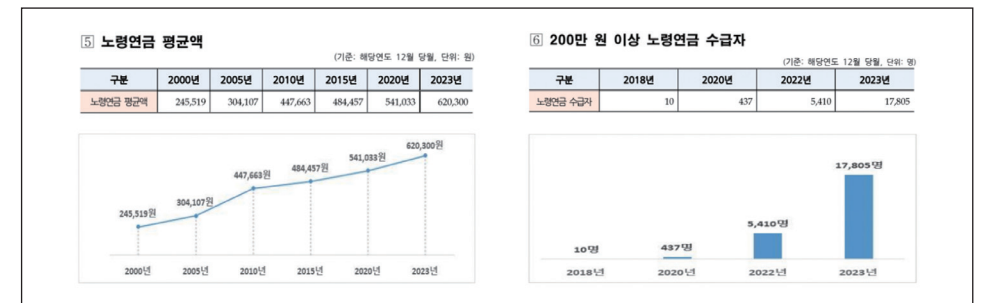 5 노령연금 평균액
(기준: 해당연도 12월 당월, 단위: 원)
구분 2000년 2005년 2010년 2015년 2020년 2023년
노령연금 평균액 245,519 304,107 447,663 484,457 541,033 620,300
620,300원
541,033원
484,457원
447,663원
304,107원
245,519원
2000년 2005년 2010년 2015년 2020년 2023년
6 200만 원 이상 노령연금 수급자
(기준: 해당연도 12월 당월, 단위: 명)
구분 2018년 2020년 2022년 2023년
노령연금 수급자 10 437 5,410 17,805
17,805명
5,410명
437명
10명
2018년 2020년 2022년 2023년